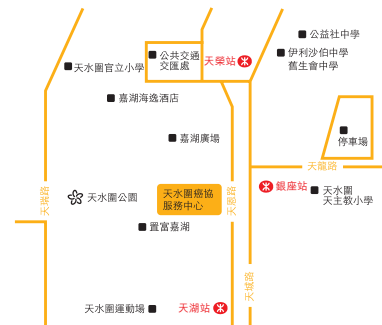 公益社中學
伊利沙伯中學
舊生會中學
公共交通
交匯處
天榮站
天水圍官立小學
嘉湖海逸酒店
嘉湖廣場
停車場
天龍路
天瑞路
天水圍公園
天水圍癌協
服務中心
天恩路
銀座站
天水圍
天主教小學
置富嘉湖
天城路
天水圍運動場
天湖站